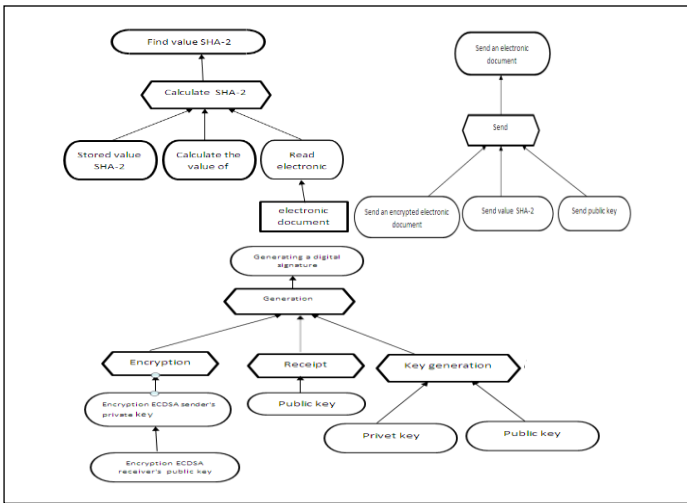 Find value SHA-2
Calculate SHA-2
Stored value
SHA-2
Calculate the
value of
Read
electronic
electronic
document
Send an electronic
document
Send
Send an encrypted electronic
document
Send value SHA-2
Send public key
Generating a digital
signature
Generation
Encryption
Receipt
Key generation
Encryption ECDSA sender's
private key
Public key
Privet key
Public key
Encryption ECDSA
receiver's public key